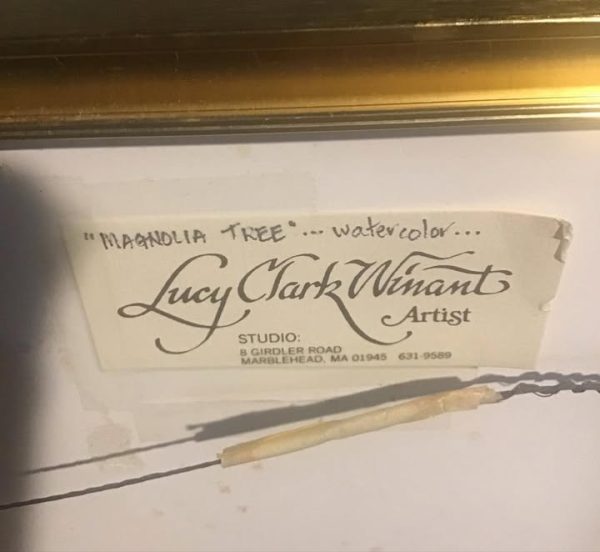 "MAGNOLIA TREE"... watercolor...
Lucy Clark Winant
Artist
STUDIO:
8 GIRDLER ROAD
MARBLEHEAD, MA 01945 631-9589